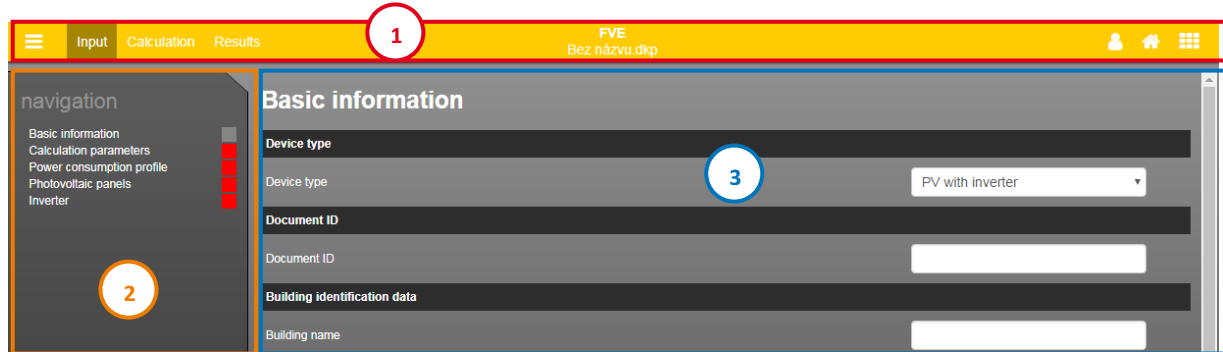 Input Calculation Results
1
FVE
Bez názvu.dkp
navigation
Basic information
Calculation parameters
Power consumption profile
Photovoltaic panels
Inverter
2
Basic information
Device type
3
Device type PV with inverter
Document ID
Document ID
Building identification data
Building name